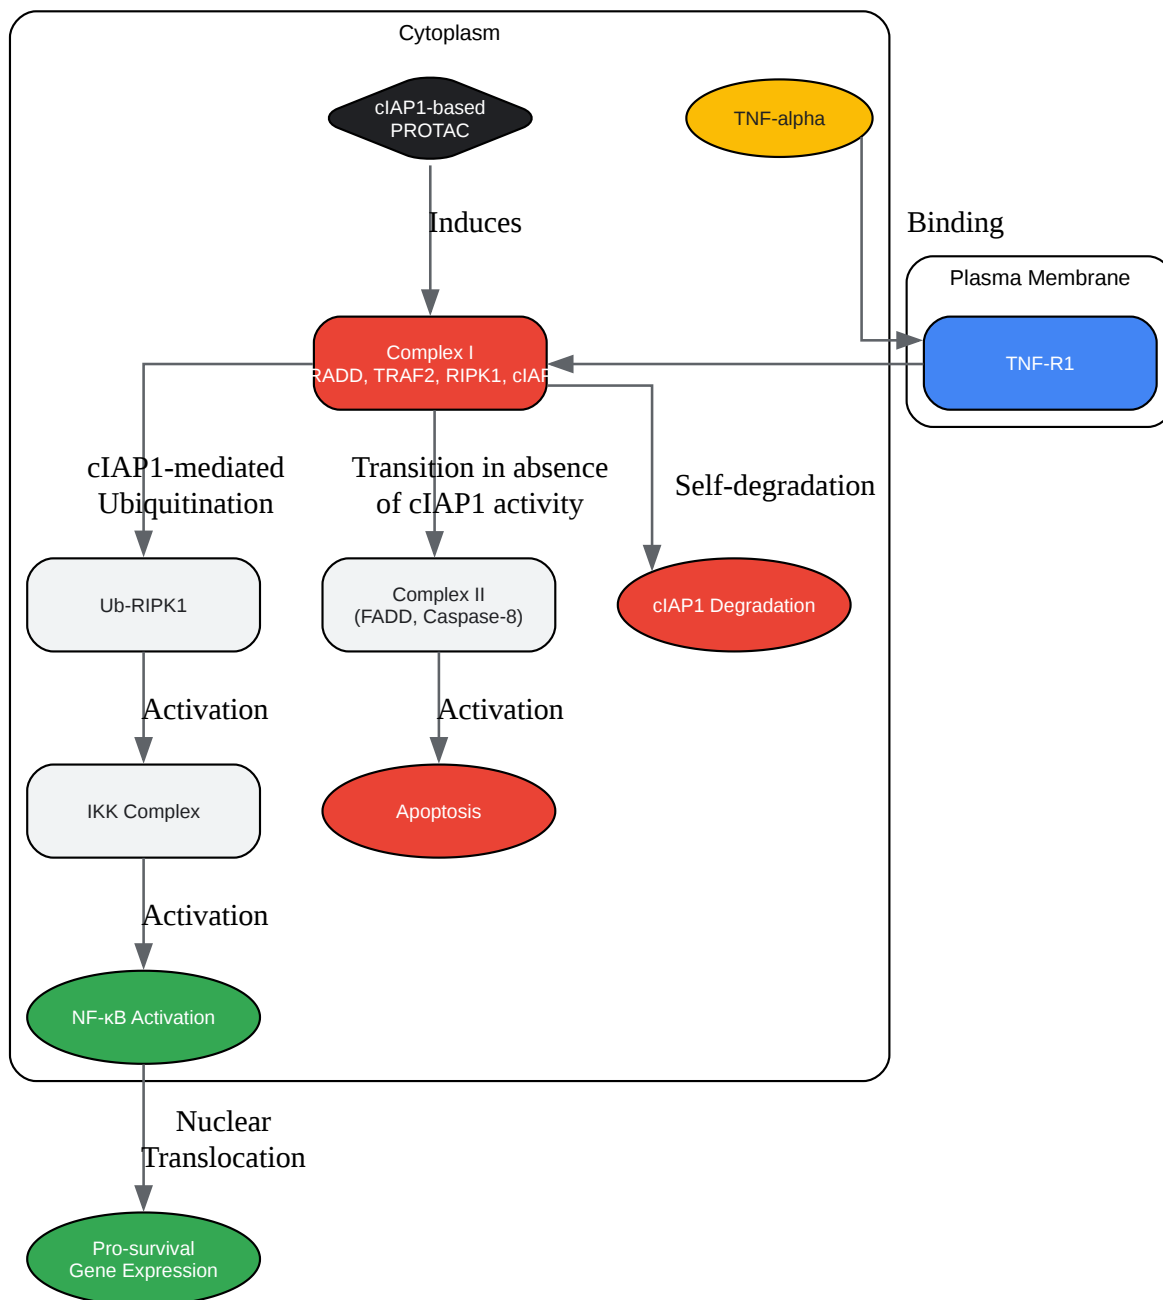 Cytoplasm
cIAP1-based
PROTAC
TNF-alpha
Induces
Binding
Plasma Membrane
Complex I
RADD, TRAF2, RIPK1, cIAP
TNF-R1
cIAP1-mediated
Ubiquitination
Transition in absence
of cIAP1 activity
Self-degradation
Ub-RIPK1
Complex II
(FADD, Caspase-8)
cIAP1 Degradation
Activation
Activation
IKK Complex
Apoptosis
Activation
NF-κB Activation
Nuclear
Translocation
Pro-survival
Gene Expression